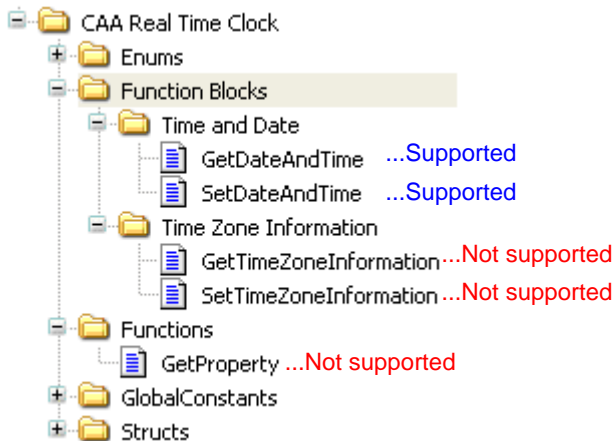 CAA Real Time Clock
Enums
Function Blocks
Time and Date
GetDateAndTime ...Supported
SetDateAndTime ...Supported
Time Zone Information
GetTimeZoneInformation ...Not supported
SetTimeZoneInformation ...Not supported
Functions
GetProperty ...Not supported
GlobalConstants
Structs